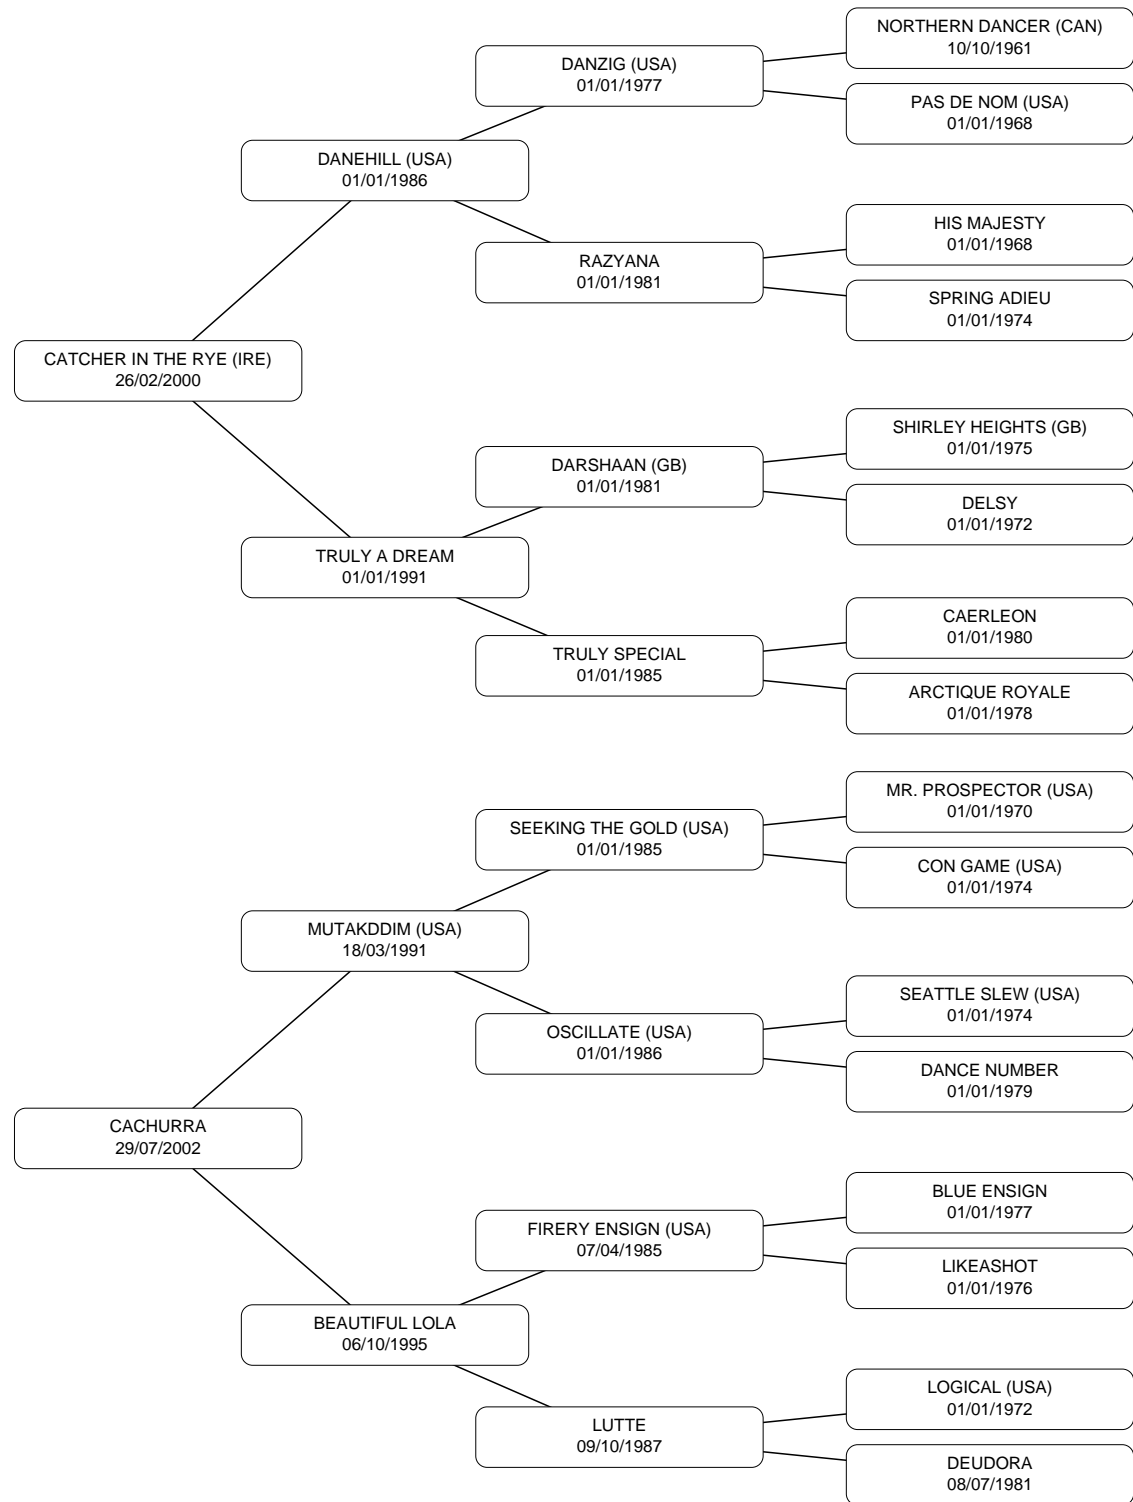 NORTHERN DANCER (CAN)
10/10/1961
DANZIG (USA)
01/01/1977
PAS DE NOM (USA)
01/01/1968
DANEHILL (USA)
01/01/1986
HIS MAJESTY
01/01/1968
RAZYANA
01/01/1981
SPRING ADIEU
01/01/1974
CATCHER IN THE RYE (IRE)
26/02/2000
SHIRLEY HEIGHTS (GB)
01/01/1975
DARSHAAN (GB)
01/01/1981
DELSY
01/01/1972
TRULY A DREAM
01/01/1991
CAERLEON
01/01/1980
TRULY SPECIAL
01/01/1985
ARCTIQUE ROYALE
01/01/1978
MR. PROSPECTOR (USA)
01/01/1970
SEEKING THE GOLD (USA)
01/01/1985
CON GAME (USA)
01/01/1974
MUTAKDDIM (USA)
18/03/1991
SEATTLE SLEW (USA)
01/01/1974
OSCILLATE (USA)
01/01/1986
DANCE NUMBER
01/01/1979
CACHURRA
29/07/2002
BLUE ENSIGN
01/01/1977
FIRERY ENSIGN (USA)
07/04/1985
LIKEASHOT
01/01/1976
BEAUTIFUL LOLA
06/10/1995
LOGICAL (USA)
01/01/1972
LUTTE
09/10/1987
DEUDORA
08/07/1981